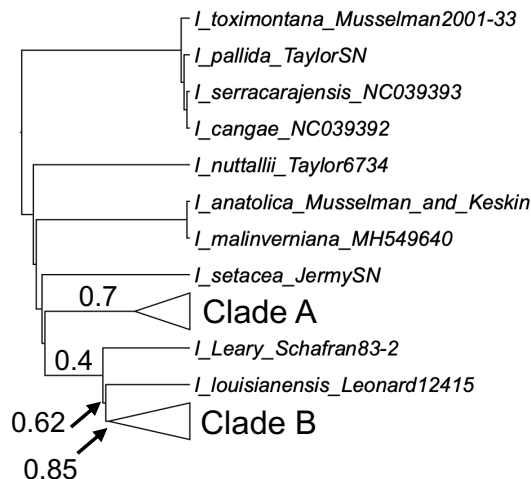 I_toximontana_Musselman2001-33
I_pallida_TaylorSN
I_serracarajensis_NC039393
I_cangae_NC039392
I_nuttallii_Taylor6734
I_anatolica_Musselman_and_Keskin
I_malinverniana_MH549640
I_setacea_JermySN
0.7
Clade A
0.4
I_Leary_Schafran83-2
I_louisianensis_Leonard12415
0.62
Clade B
0.85